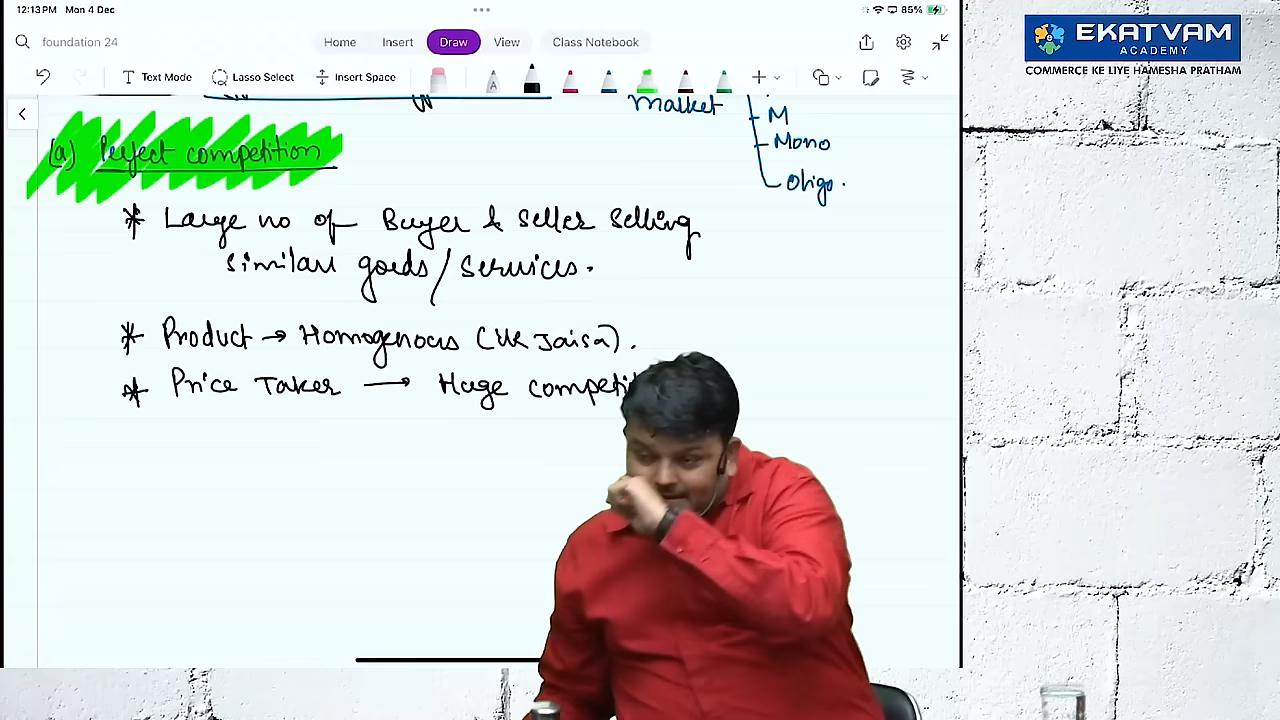 12:13 PM Mon 4 Dec
85%
foundation 24
Home Insert Draw View Class Notebook
Text Mode Lasso Select Insert Space
EKATVAM
ACADEMY
COMMERCE KE LIYE HAMESHA PRATHAM
Market
M
Mono
Oligo.
(a) Perfect competition
* Large no of Buyer & Seller Selling
similar goods/services.
* Product → Homogenous (Ek Jaisa).
* Price Taker → Huge competi